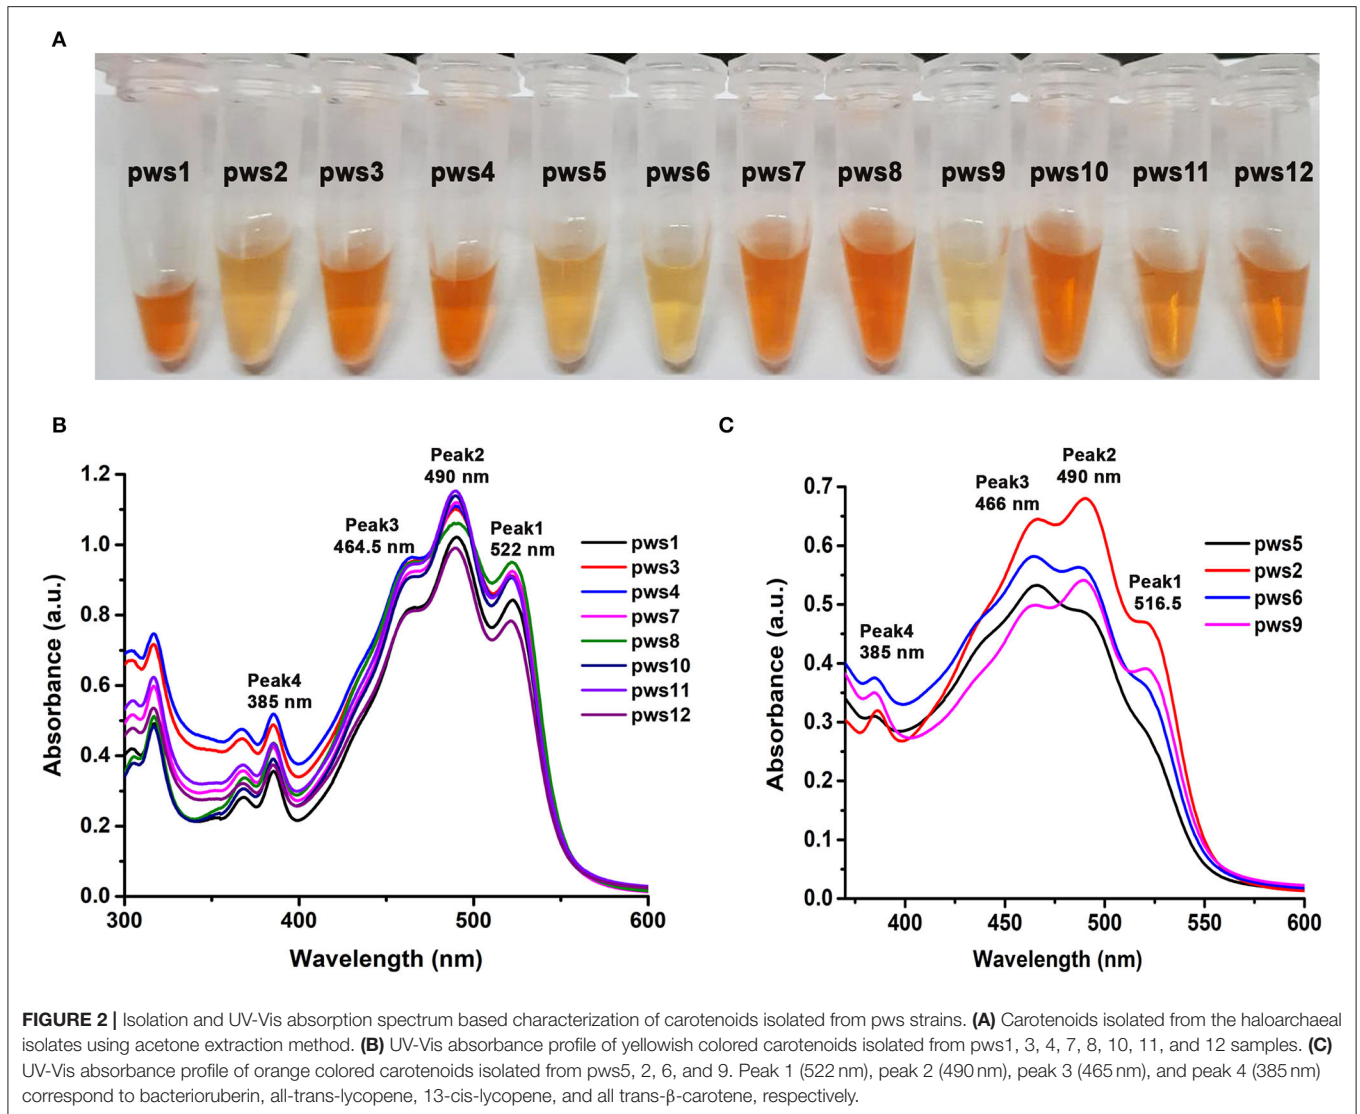 A
pws1 pws2 pws3 pws4 pws5 pws6 pws7 pws8 pws9 pws10 pws11 pws12
B
Peak2
490 nm
Peak3
464.5 nm
Peak1
522 nm
Peak4
385 nm
pws1
pws3
pws4
pws7
pws8
pws10
pws11
pws12
Absorbance (a.u.)
1.2
1.0
0.8
0.6
0.4
0.2
0.0
300 400 500 600
Wavelength (nm)
C
Peak2
490 nm
Peak3
466 nm
Peak1
516.5
Peak4
385 nm
pws5
pws2
pws6
pws9
Absorbance (a.u.)
0.7
0.6
0.5
0.4
0.3
0.2
0.1
0.0
400 450 500 550 600
Wavelength (nm)
FIGURE 2 | Isolation and UV-Vis absorption spectrum based characterization of carotenoids isolated from pws strains. (A) Carotenoids isolated from the haloarchaeal
isolates using acetone extraction method. (B) UV-Vis absorbance profile of yellowish colored carotenoids isolated from pws1, 3, 4, 7, 8, 10, 11, and 12 samples. (C)
UV-Vis absorbance profile of orange colored carotenoids isolated from pws5, 2, 6, and 9. Peak 1 (522 nm), peak 2 (490 nm), peak 3 (465 nm), and peak 4 (385 nm)
correspond to bacterioruberin, all-trans-lycopene, 13-cis-lycopene, and all trans-β-carotene, respectively.